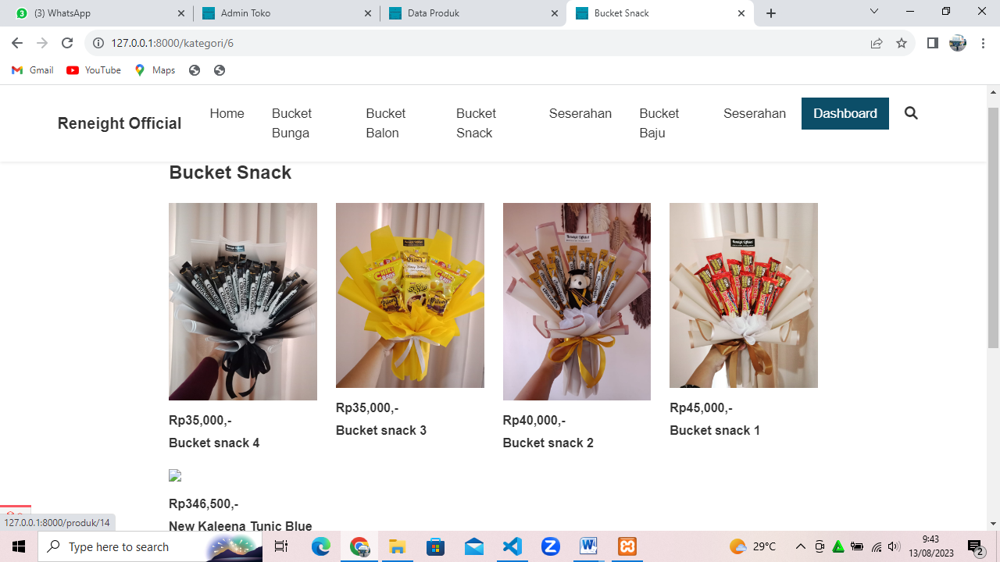 (3) WhatsApp
Admin Toko
Data Produk
Bucket Snack
127.0.0.1:8000/kategori/6
Gmail
YouTube
Maps
Reneight Official
Home
Bucket Bunga
Bucket Balon
Bucket Snack
Seserahan
Bucket Baju
Seserahan
Dashboard
Bucket Snack
Rp35,000,-
Bucket snack 4
Rp35,000,-
Bucket snack 3
Rp40,000,-
Bucket snack 2
Rp45,000,-
Bucket snack 1
Rp346,500,-
New Kaleena Tunic Blue
127.0.0.1:8000/produk/14
Type here to search
29°C
9:43
13/08/2023
2